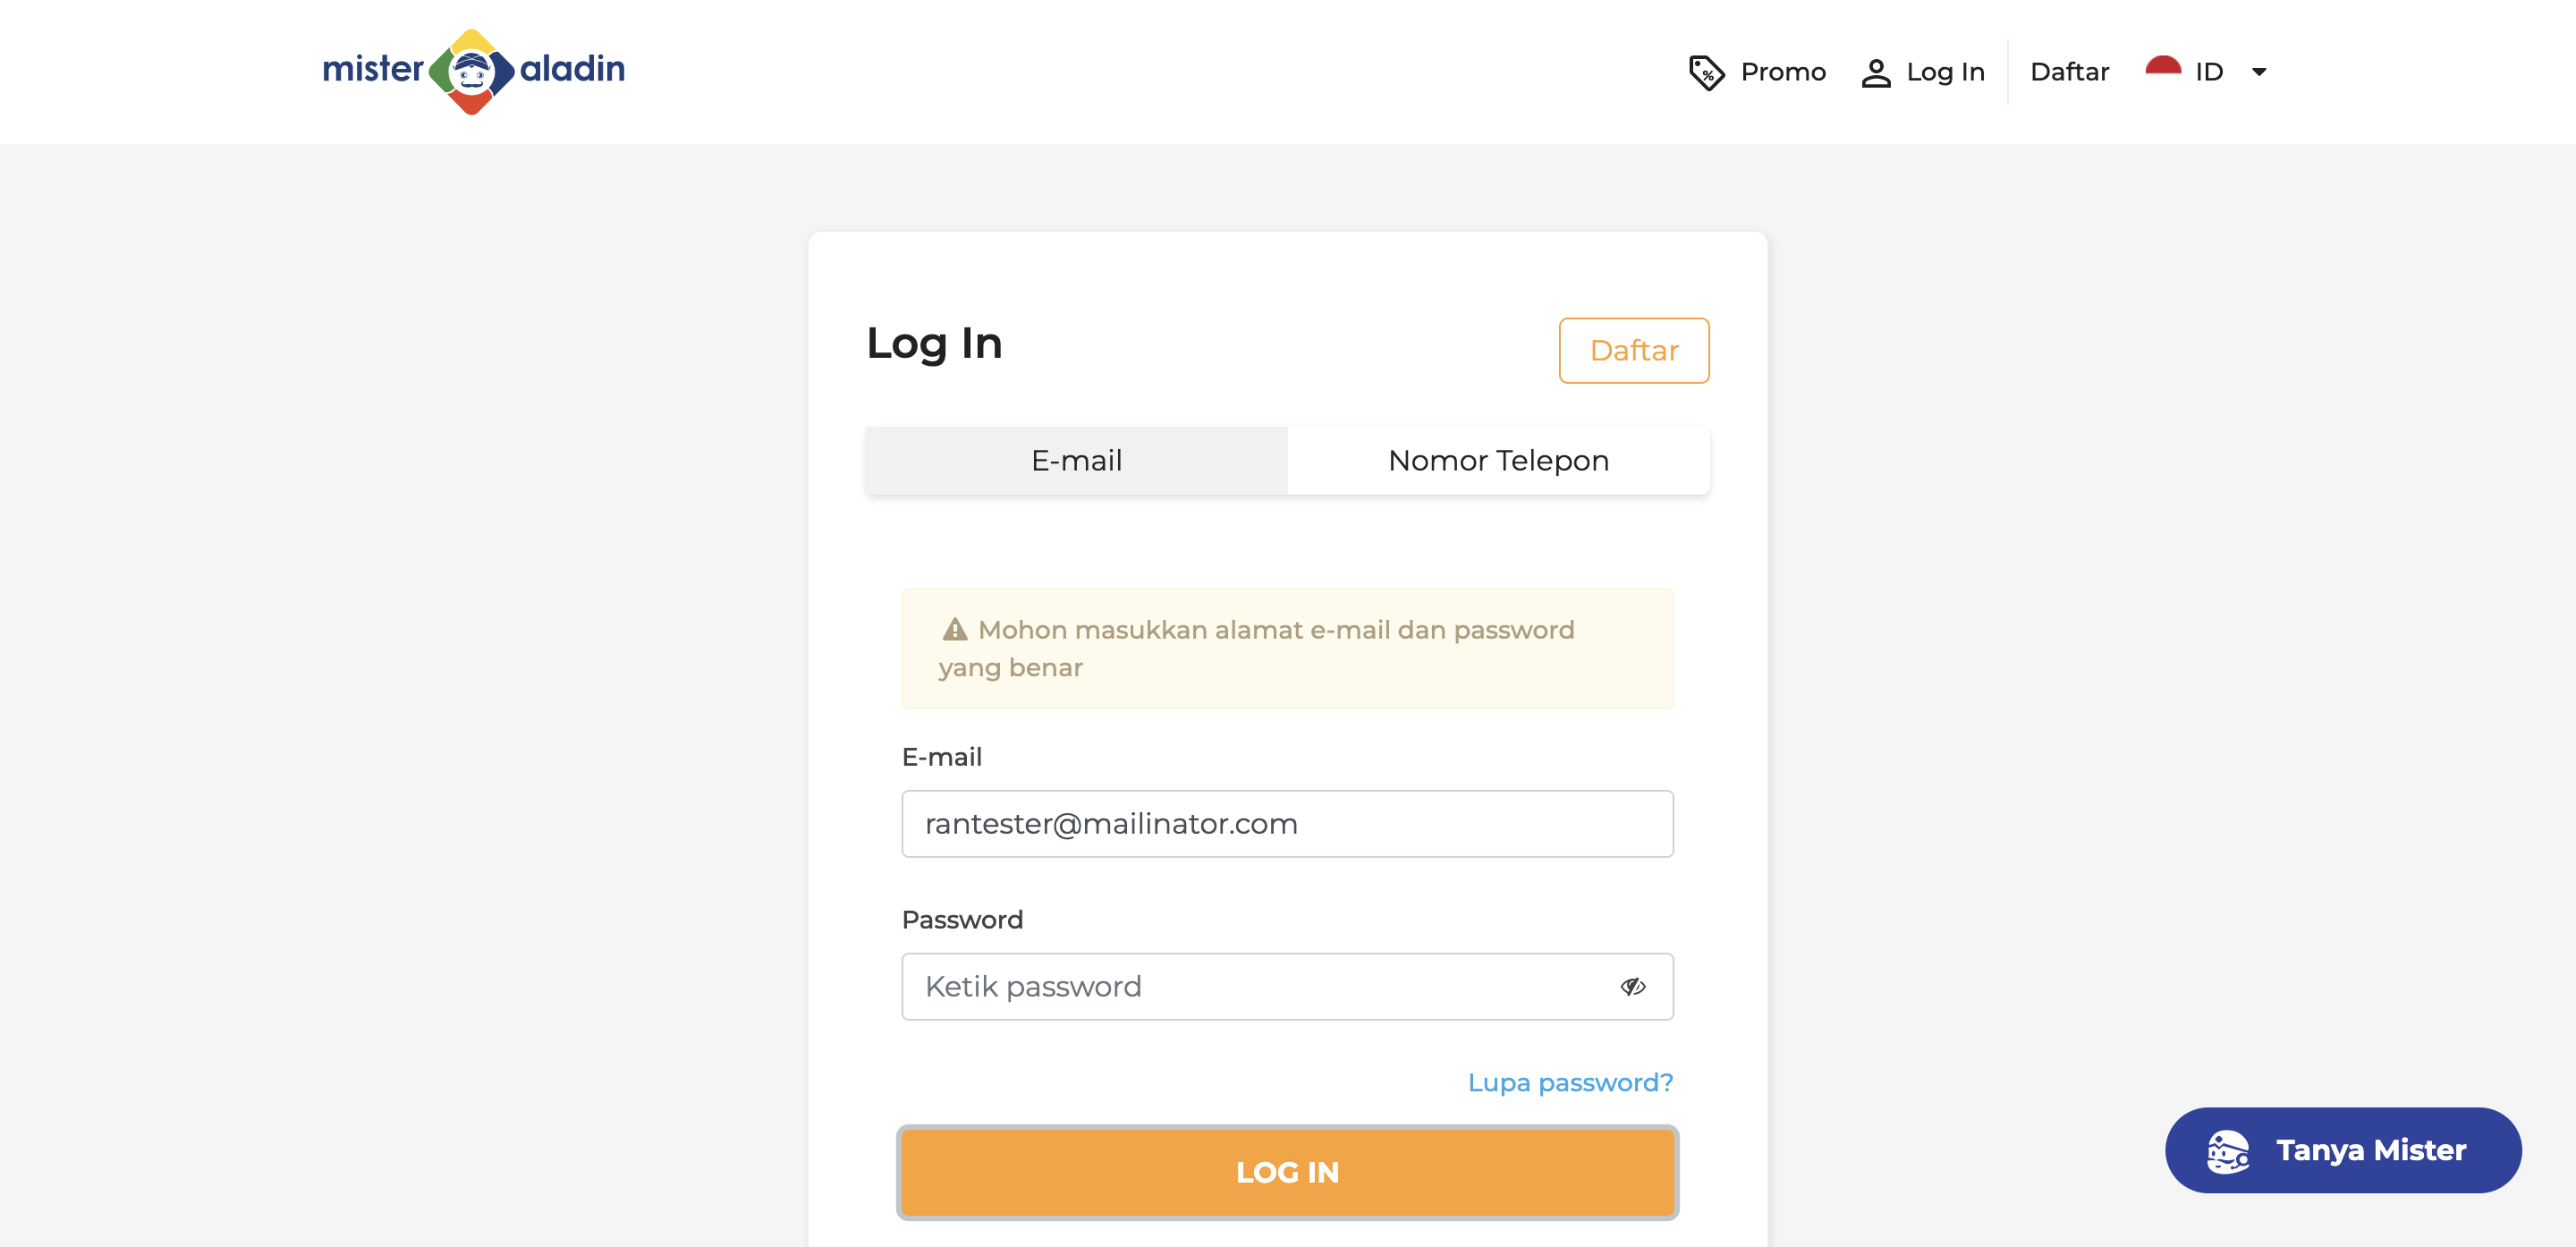 mister aladin
Promo
Log In
Daftar
ID
Log In
Daftar
E-mail
Nomor Telepon
Mohon masukkan alamat e-mail dan password
yang benar
E-mail
rantester@mailinator.com
Password
Ketik password
Lupa password?
LOG IN
Tanya Mister